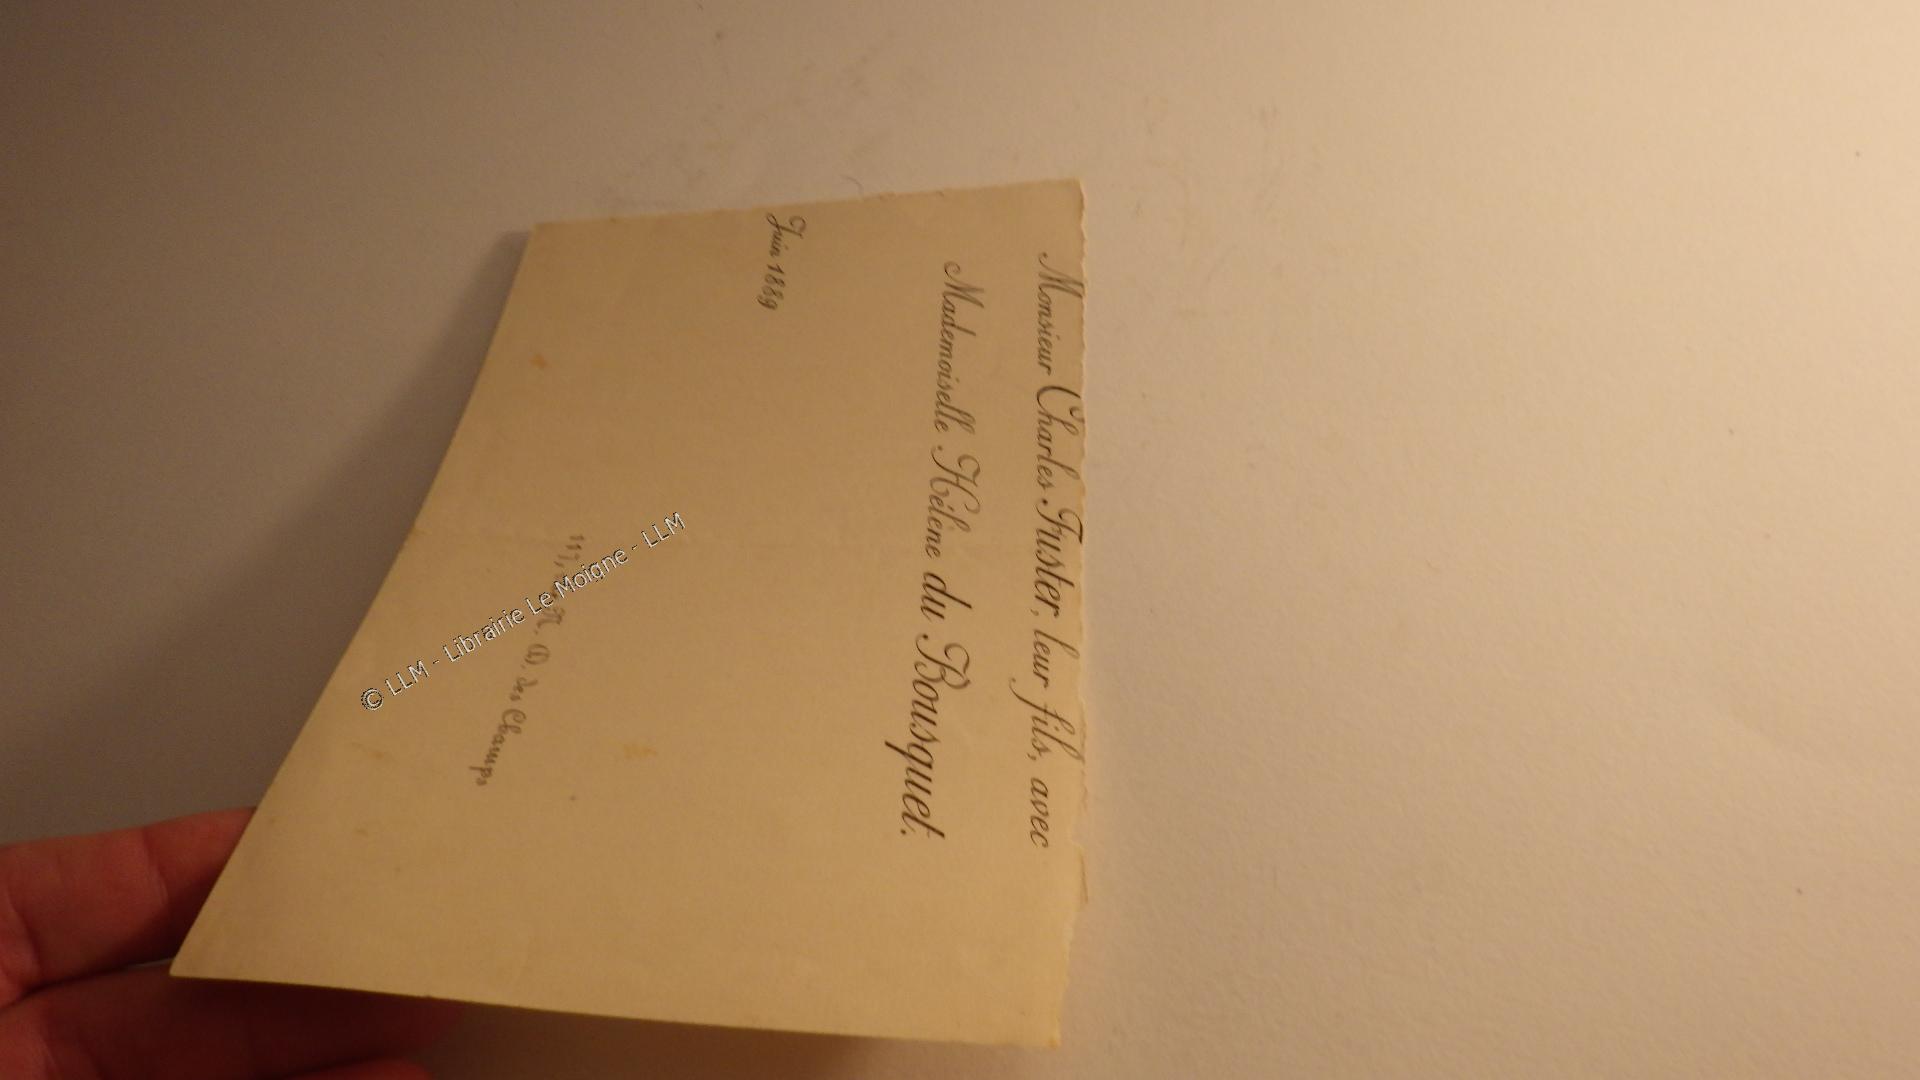 Monsieur Charles Fuster, leur fils, avec
Mademoiselle Hélène du Bousquet.
Juin 1889
117, N. D. des Champs
© LLM - Librairie Le Moigne - LLM